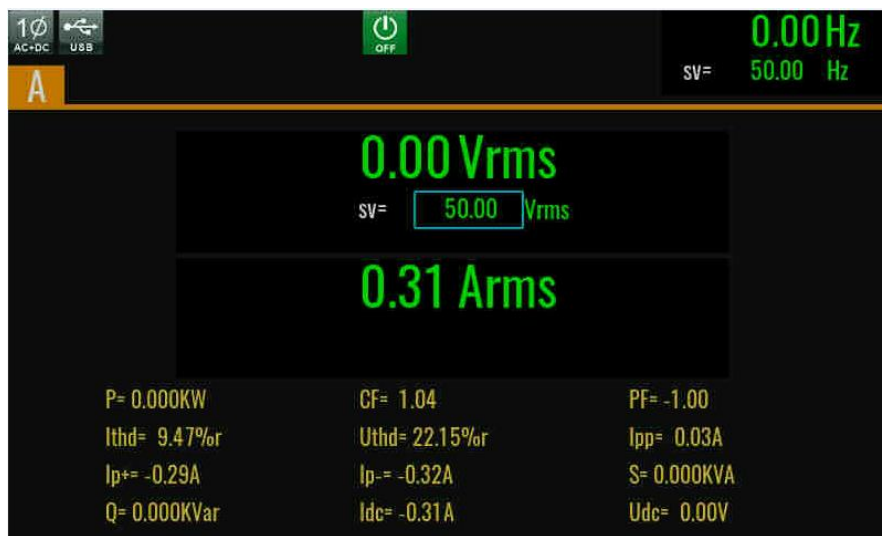 1Ø
AC+DC
USB
OFF
0.00 Hz
sv= 50.00 Hz
A
0.00 Vrms
sv= 50.00 Vrms
0.31 Arms
P= 0.000KW CF= 1.04 PF= -1.00
Ithd= 9.47%r Uthd= 22.15%r Ipp= 0.03A
Ip+= -0.29A Ip-= -0.32A S= 0.000KVA
Q= 0.000KVar Idc= -0.31A Udc= 0.00V